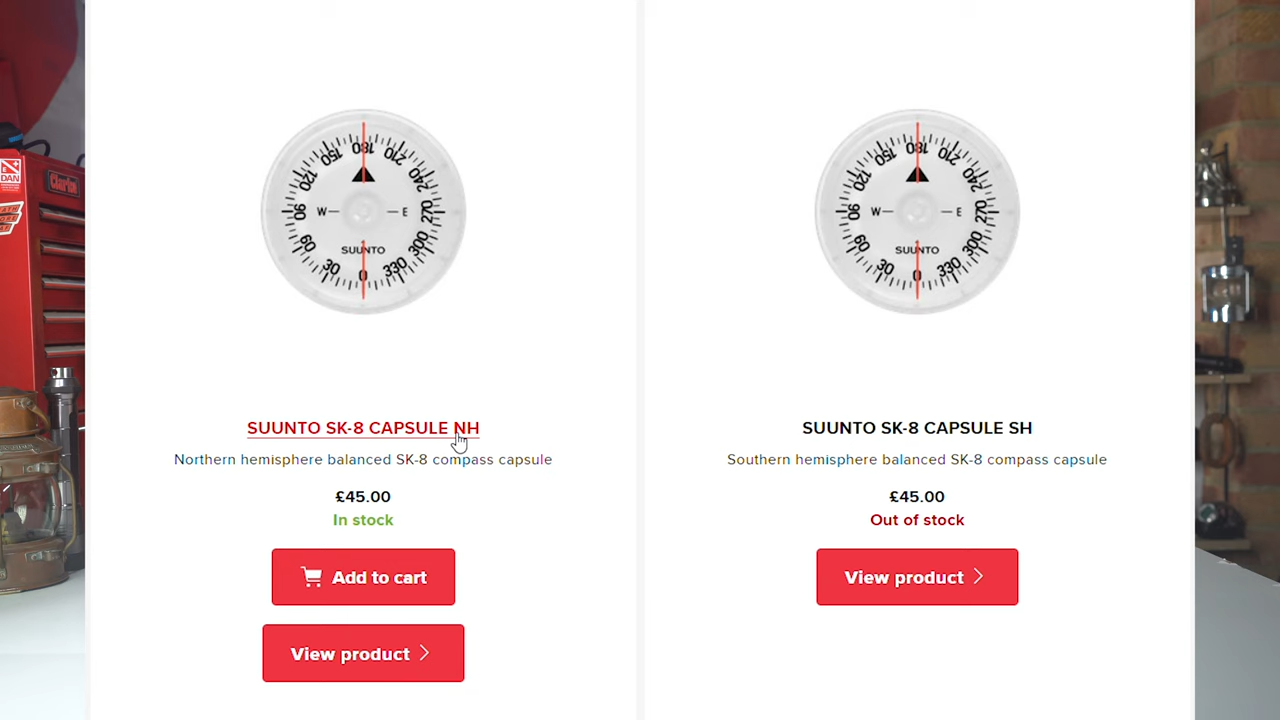 DAN
Clarke
150
180
210
120
240
90
W
E
270
60
SUUNTO
300
30
0
330
150
180
210
120
240
90
W
E
270
60
SUUNTO
300
30
0
330
SUUNTO SK-8 CAPSULE NH
Northern hemisphere balanced SK-8 compass capsule
£45.00
In stock
Add to cart
View product
SUUNTO SK-8 CAPSULE SH
Southern hemisphere balanced SK-8 compass capsule
£45.00
Out of stock
View product